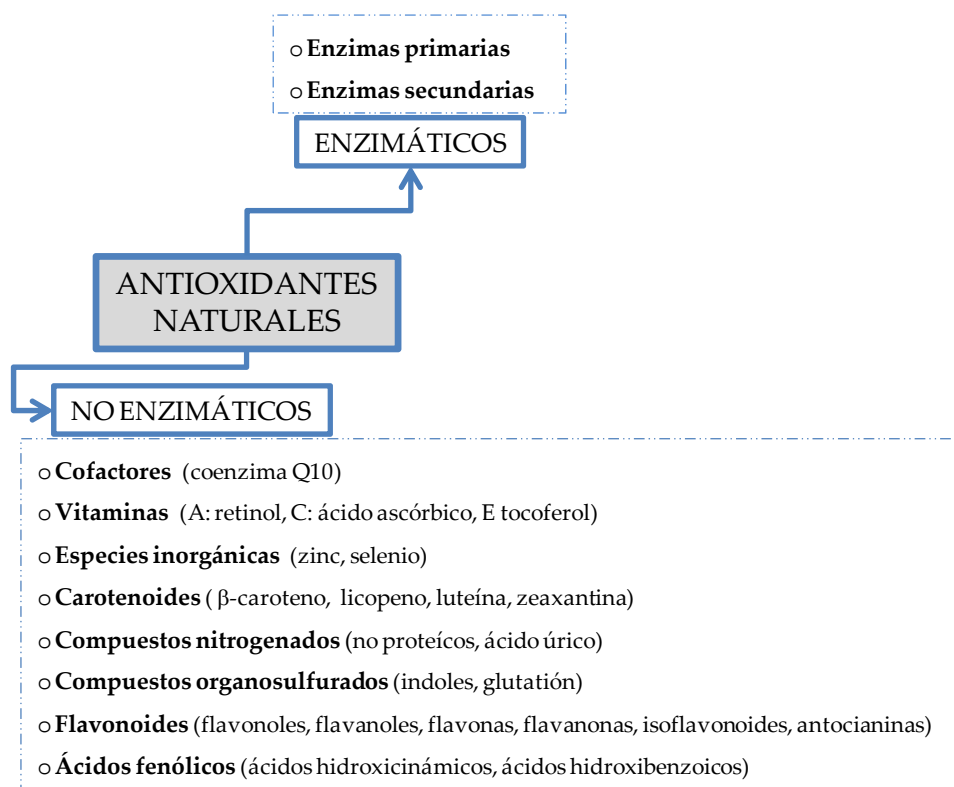 o Enzimas primarias
o Enzimas secundarias
ENZIMÁTICOS
ANTIOXIDANTES
NATURALES
NO ENZIMÁTICOS
o Cofactores (coenzima Q10)
o Vitaminas (A: retinol, C: ácido ascórbico, E tocoferol)
o Especies inorgánicas (zinc, selenio)
o Carotenoides ( β-caroteno, licopeno, luteína, zeaxantina)
o Compuestos nitrogenados (no proteícos, ácido úrico)
o Compuestos organosulfurados (indoles, glutatión)
o Flavonoides (flavonoles, flavanoles, flavonas, flavanonas, isoflavonoides, antocianinas)
o Ácidos fenólicos (ácidos hidroxicinámicos, ácidos hidroxibenzoicos)